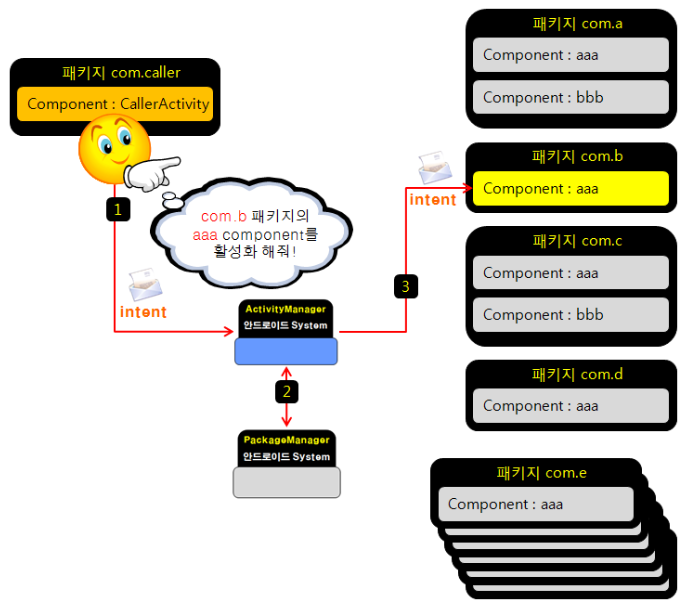 패키지 com.caller
Component : CallerActivity
1
com.b 패키지의
aaa component를
활성화 해줘!
intent
ActivityManager
안드로이드 System
2
PackageManager
안드로이드 System
3
intent
패키지 com.a
Component : aaa
Component : bbb
패키지 com.b
Component : aaa
패키지 com.c
Component : aaa
Component : bbb
패키지 com.d
Component : aaa
패키지 com.e
Component : aaa